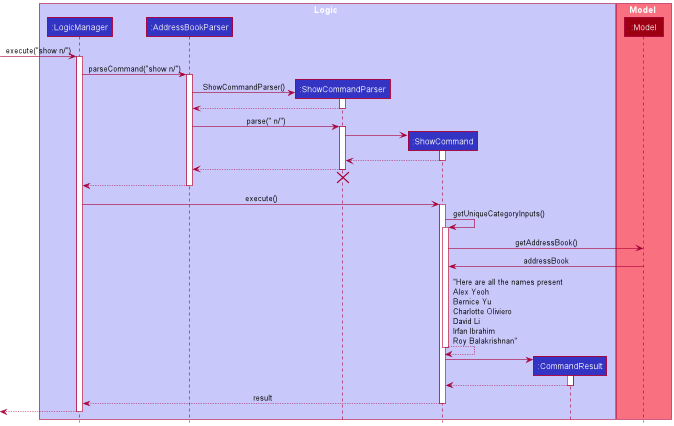 Logic
Model
:LogicManager
:AddressBookParser
:Model
execute("show n/")
parseCommand("show n/")
ShowCommandParser()
:ShowCommandParser
parse(" n/")
:ShowCommand
execute()
getUniqueCategoryInputs()
getAddressBook()
addressBook
"Here are all the names present
Alex Yeoh
Bernice Yu
Charlotte Oliviero
David Li
Irfan Ibrahim
Roy Balakrishnan"
:CommandResult
result